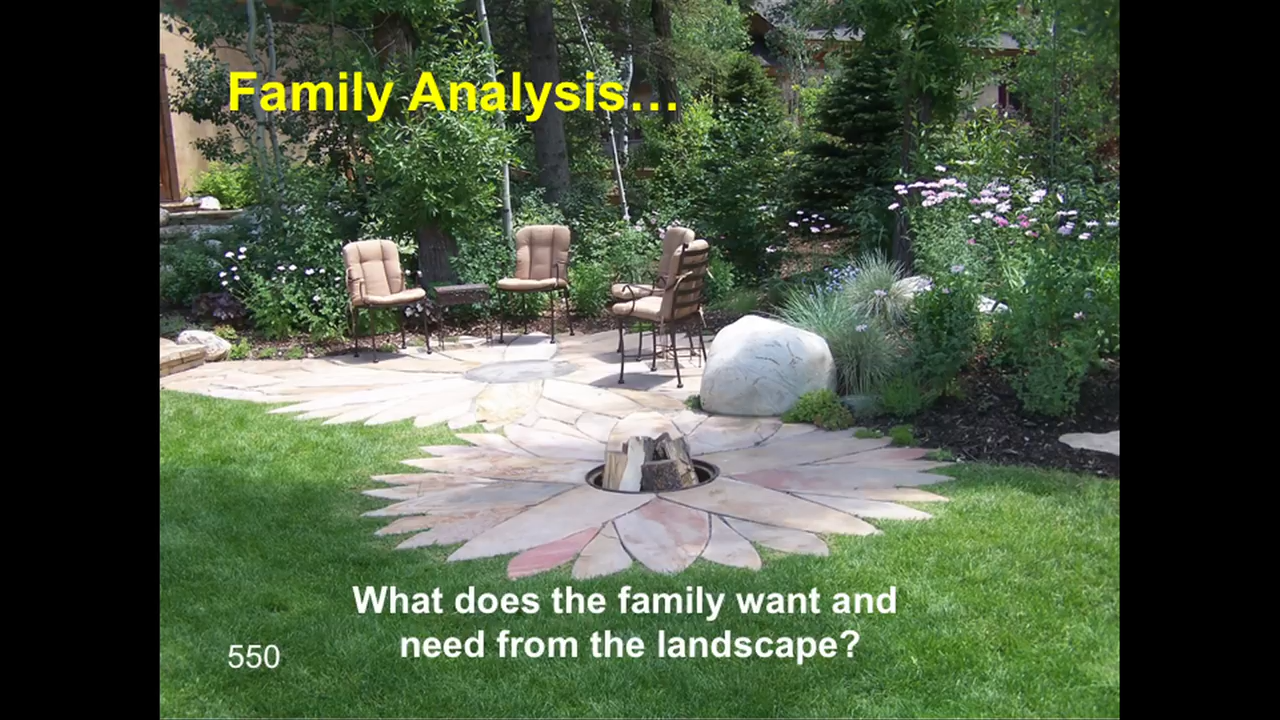 Family Analysis...
What does the family want and
need from the landscape?
550